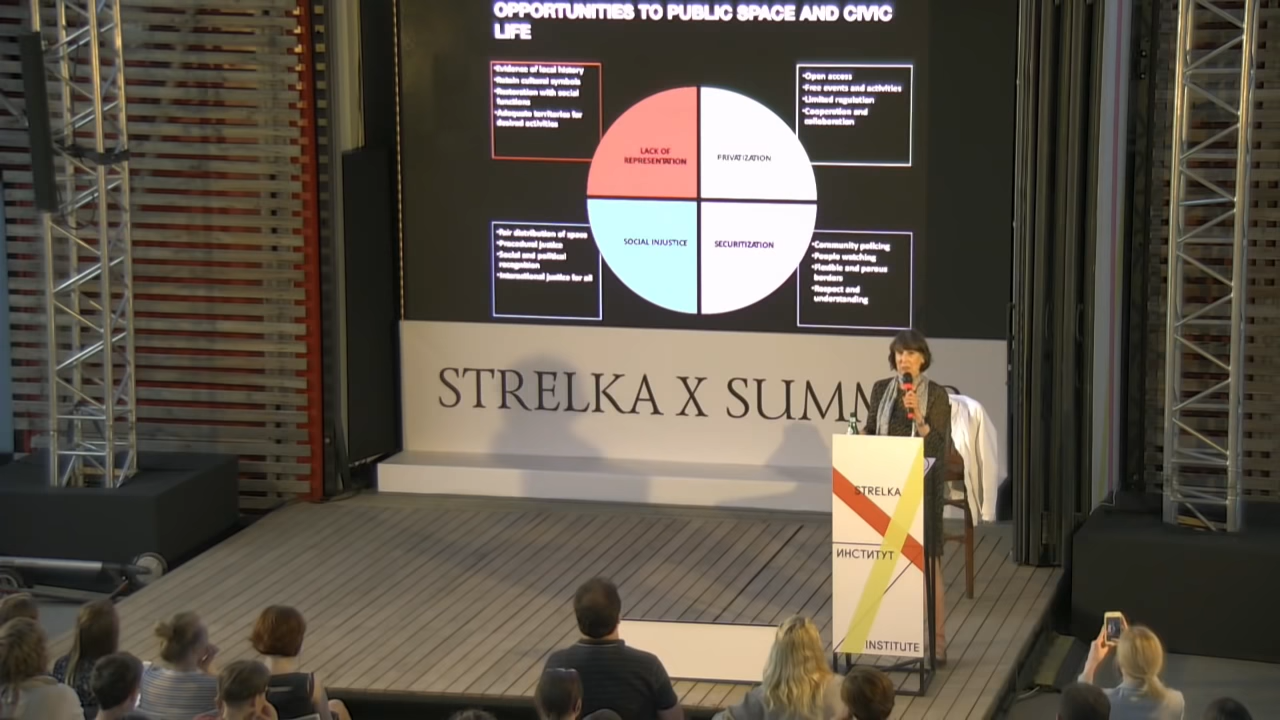 OPPORTUNITIES TO PUBLIC SPACE AND CIVIC
LIFE
•Evidence of local history
•Retain cultural symbols
•Restoration with social
functions
•Adequate territories for
desired activities
•Open access
•Free events and activities
•Limited regulation
•Cooperation and
collaboration
LACK OF
REPRESENTATION
PRIVATIZATION
SOCIAL INJUSTICE
SECURITIZATION
•Fair distribution of space
•Procedural justice
•Social and political
recognition
•International justice for all
•Community policing
•People watching
•Flexible and porous
borders
•Respect and
understanding
STRELKA X SUMM
STRELKA
ИНСТИТУТ
INSTITUTE